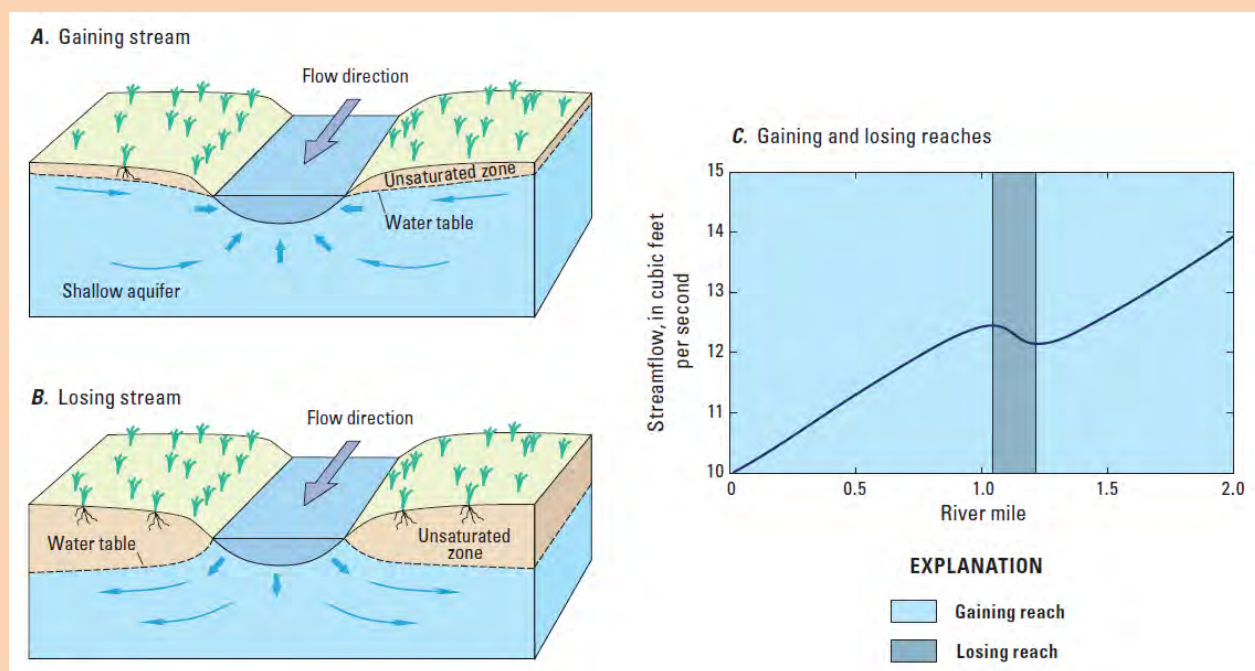 A. Gaining stream
Flow direction
Unsaturated zone
Water table
Shallow aquifer
B. Losing stream
Flow direction
Water table
Unsaturated
zone
C. Gaining and losing reaches
Streamflow, in cubic feet
per second
15
14
13
12
11
10
0
0.5
1.0
1.5
2.0
River mile
EXPLANATION
Gaining reach
Losing reach